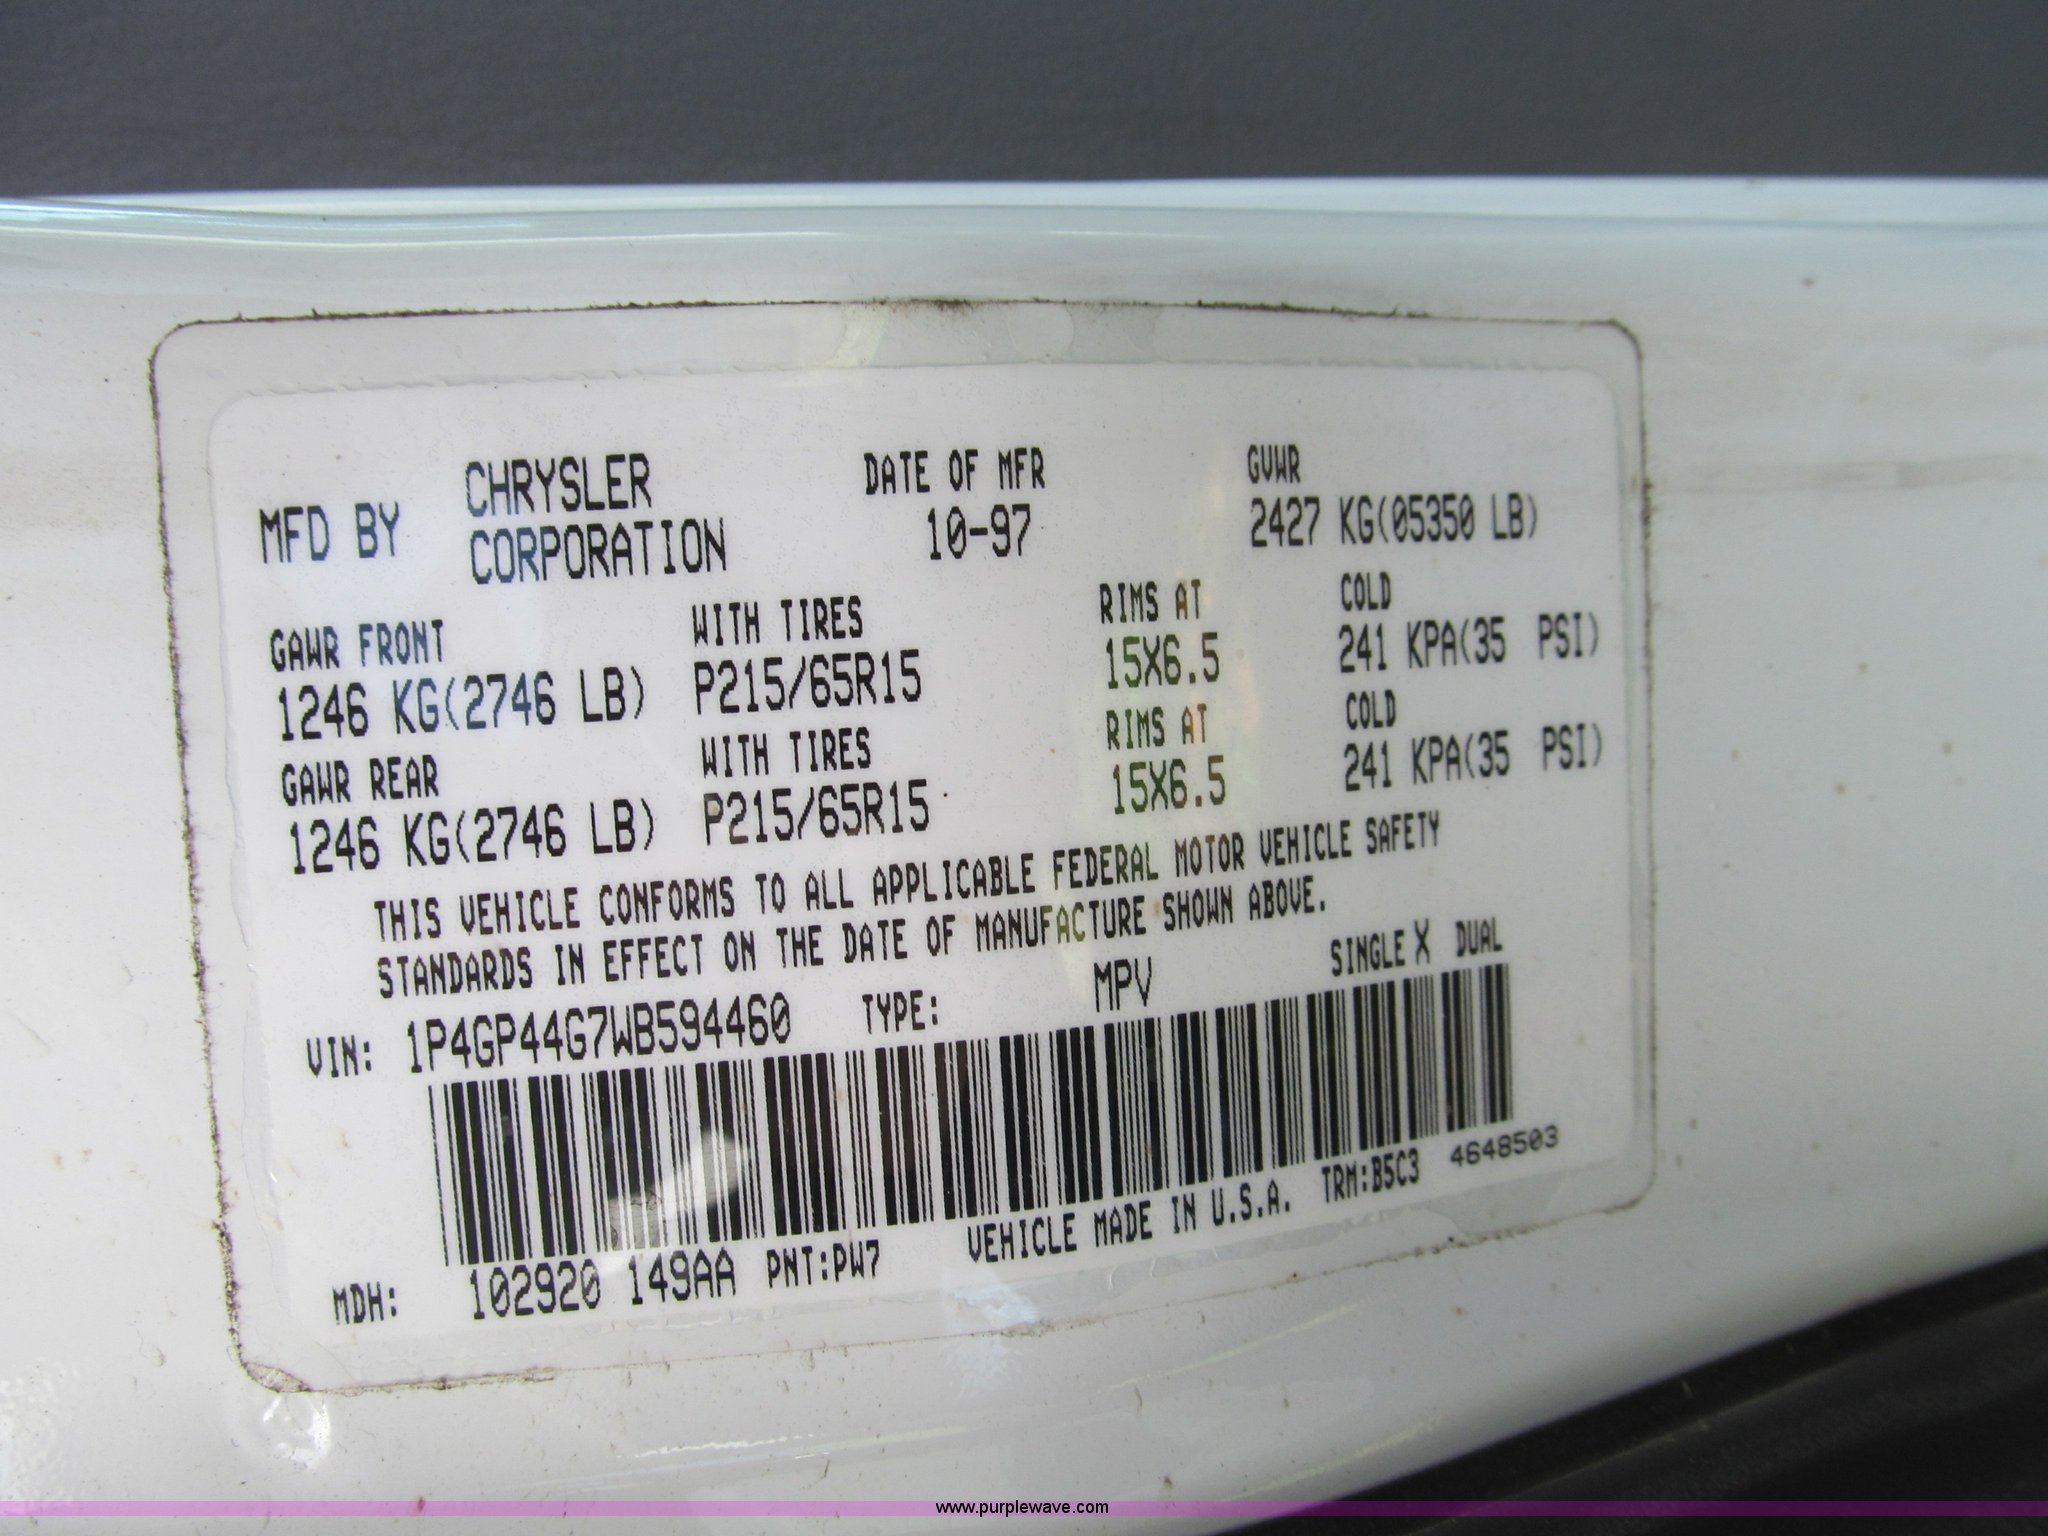 MFD BY CHRYSLER CORPORATION
DATE OF MFR
10-97
GVWR
2427 KG(05350 LB)
GAWR FRONT WITH TIRES RIMS AT COLD
1246 KG(2746 LB) P215/65R15 15X6.5 241 KPA(35 PSI)
GAWR REAR WITH TIRES RIMS AT COLD
1246 KG(2746 LB) P215/65R15 15X6.5 241 KPA(35 PSI)
THIS VEHICLE CONFORMS TO ALL APPLICABLE FEDERAL MOTOR VEHICLE SAFETY
STANDARDS IN EFFECT ON THE DATE OF MANUFACTURE SHOWN ABOVE.
VIN: 1P4GP44G7WB594460 TYPE: MPV SINGLE X DUAL
MDH: 102920 149AA PNT:PW7 VEHICLE MADE IN U.S.A. TRM:B5C3 4648503
www.purplewave.com